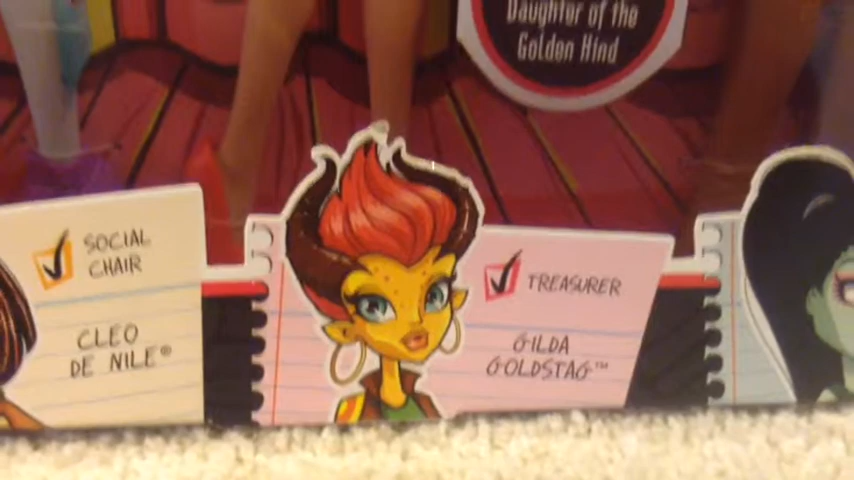 Daughter of the
Golden Hind
SOCIAL
CHAIR
CLEO
DE NILE®
TREASURER
GILDA
GOLDSTAG™